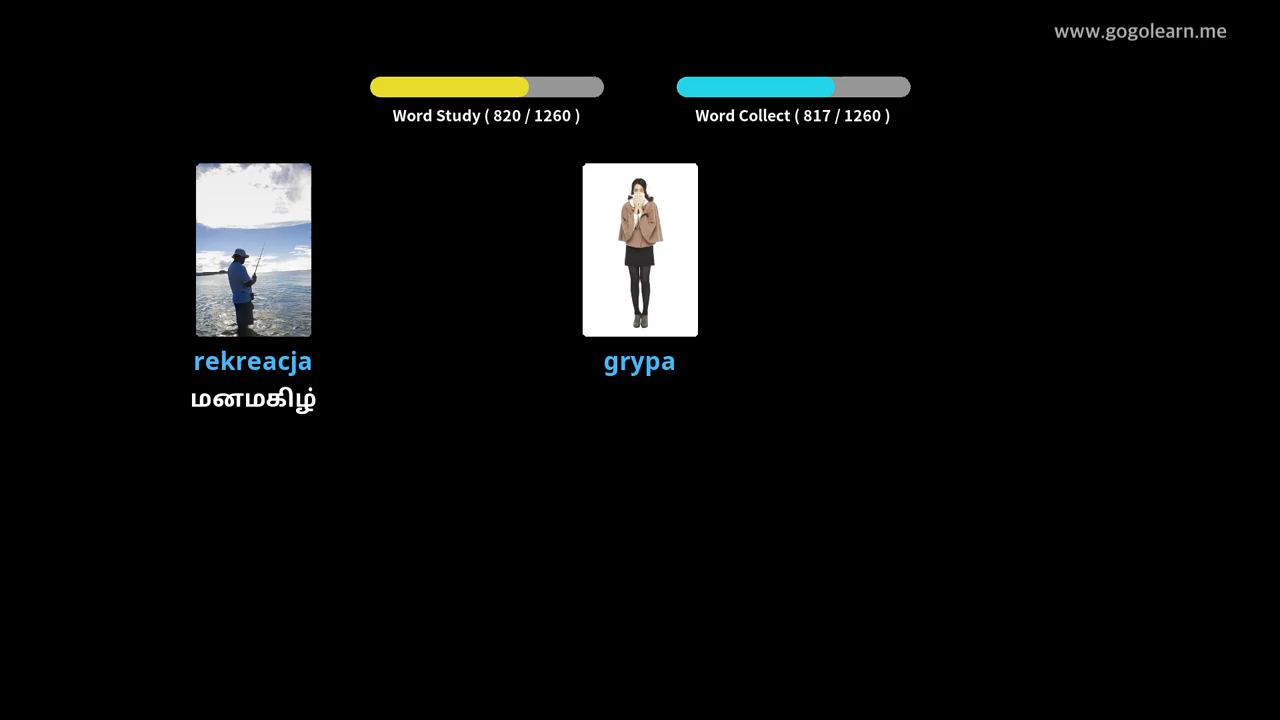 www.gogolearn.me
Word Study ( 820 / 1260 )
Word Collect ( 817 / 1260 )
rekreacja
grypa
மனமகிழ்